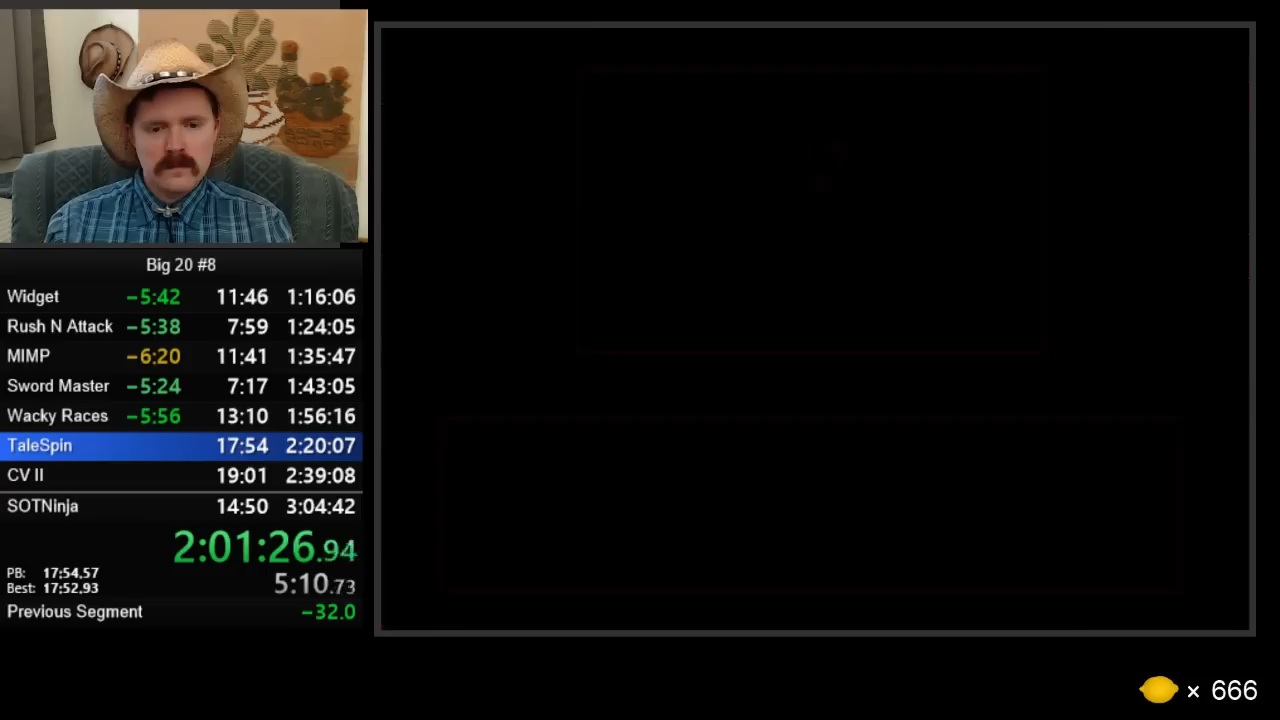 Big 20 #8
Widget -5:42 11:46 1:16:06
Rush N Attack -5:38 7:59 1:24:05
MIMP -6:20 11:41 1:35:47
Sword Master -5:24 7:17 1:43:05
Wacky Races -5:56 13:10 1:56:16
TaleSpin 17:54 2:20:07
CV II 19:01 2:39:08
SOTNinja 14:50 3:04:42
2:01:26.94
PB: 17:54.57 5:10.73
Best: 17:52.93
Previous Segment -32.0
× 666